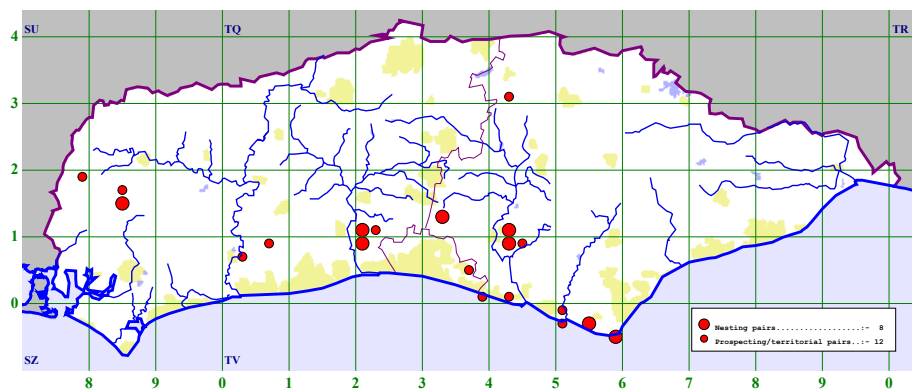 SU TQ TR
4
3
2
1
0
Nesting pairs..................:- 8
Prospecting/territorial pairs..:- 12
SZ TV
8 9 0 1 2 3 4 5 6 7 8 9 0